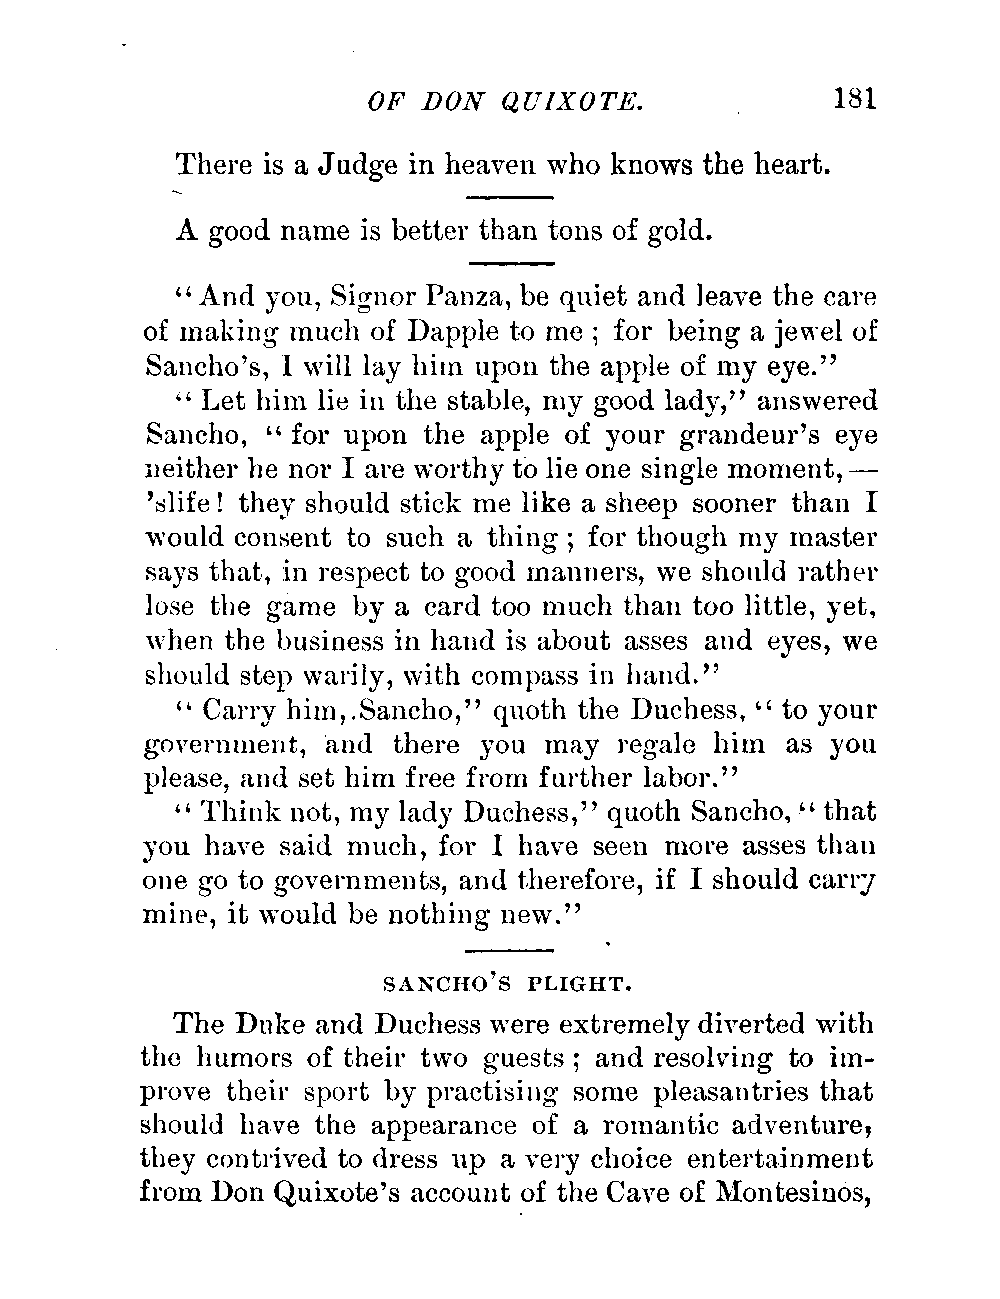 OF DON QUIXOTE. 181
There is a Judge in heaven who knows the heart.
A good name is better than tons of gold.
“And you, Signor Panza, be quiet and leave the care
of making much of Dapple to me ; for being a jewel of
Sancho’s, I will lay him upon the apple of my eye.”
“ Let him lie in the stable, my good lady,” answered
Sancho, “ for upon the apple of your grandeur’s eye
neither he nor I are worthy to lie one single moment, —
’slife! they should stick me like a sheep sooner than I
would consent to such a thing ; for though my master
says that, in respect to good manners, we should rather
lose the game by a card too much than too little, yet,
when the business in hand is about asses and eyes, we
should step warily, with compass in hand.”
“ Carry him, Sancho,” quoth the Duchess, “ to your
government, and there you may regale him as you
please, and set him free from further labor.”
“ Think not, my lady Duchess,” quoth Sancho, “ that
you have said much, for I have seen more asses than
one go to governments, and therefore, if I should carry
mine, it would be nothing new.”
SANCHO’S PLIGHT.
The Duke and Duchess were extremely diverted with
the humors of their two guests ; and resolving to im-
prove their sport by practising some pleasantries that
should have the appearance of a romantic adventure,
they contrived to dress up a very choice entertainment
from Don Quixote’s account of the Cave of Montesinos,